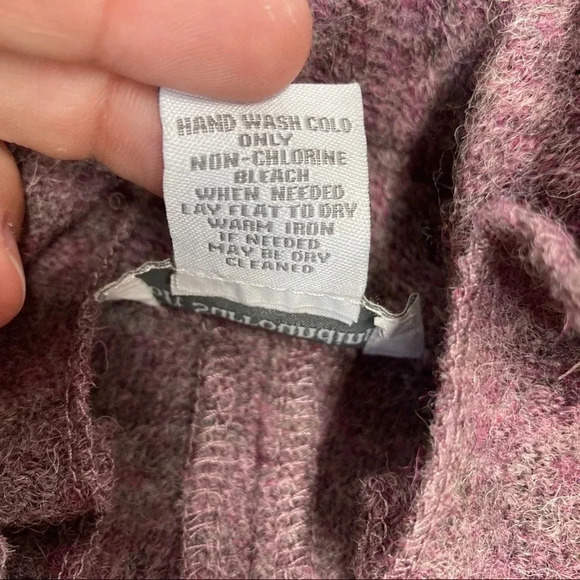 HAND WASH COLD
ONLY
NON-CHLORINE
BLEACH
WHEN NEEDED
LAY FLAT TO DRY
WARM IRON
IF NEEDED
MAY BE DRY
CLEANED